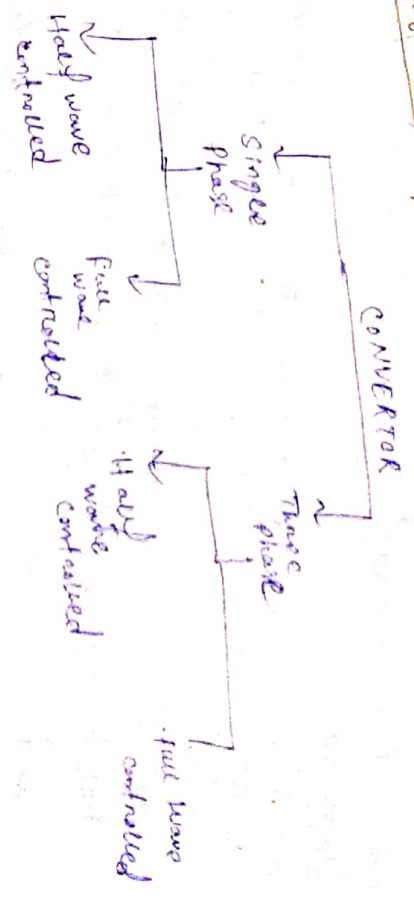 CONVERTOR
Single
Phase
Three
phase
Half wave
controlled
Full
wave
controlled
Half
wave
controlled
Full wave
controlled